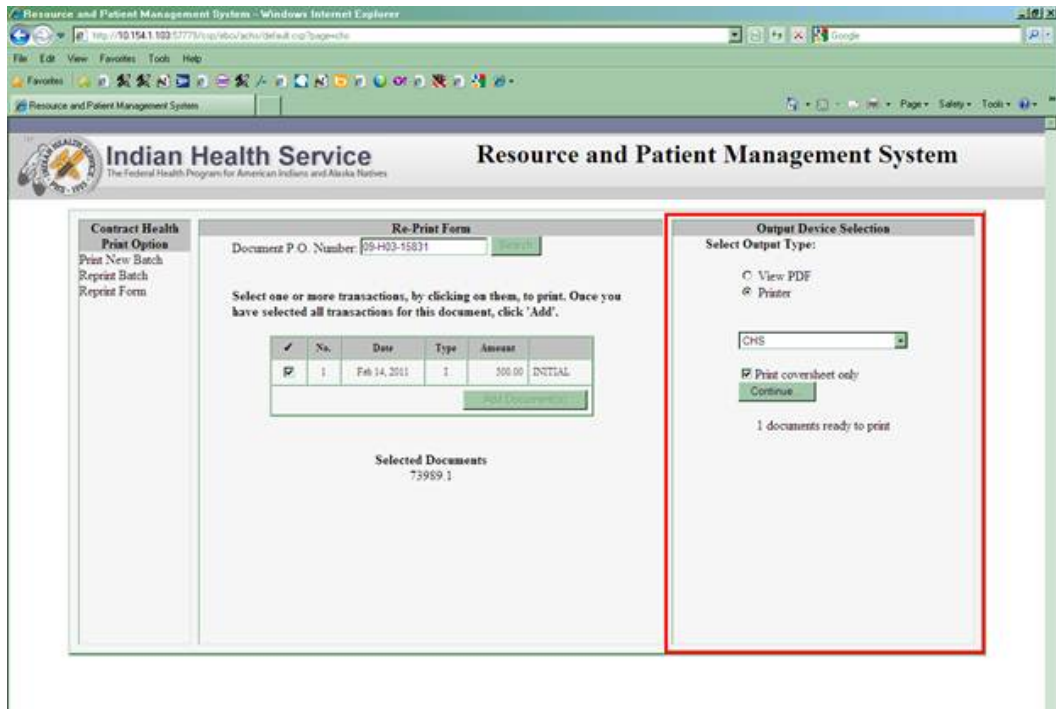 Resource and Patient Management System - Windows Internet Explorer
Google
File Edit View Favorites Tools Help
Favorites
Resource and Patient Management System
Page Safety Tools
Indian Health Service
The Federal Health Program for American Indians and Alaska Natives
Resource and Patient Management System
Contract Health
Print Option
Print New Batch
Reprint Batch
Reprint Form
Re-Print Form
Document P.O. Number: 09-H03-15831 Search
Select one or more transactions, by clicking on them, to print. Once you
have selected all transactions for this document, click 'Add'.
No. Date Type Amount
1 Feb 14, 2011 I 500.00 INITIAL
Add Document(s)
Selected Documents
73989.1
Output Device Selection
Select Output Type:
View PDF
Printer
CHS
Print coversheet only
Continue...
1 documents ready to print